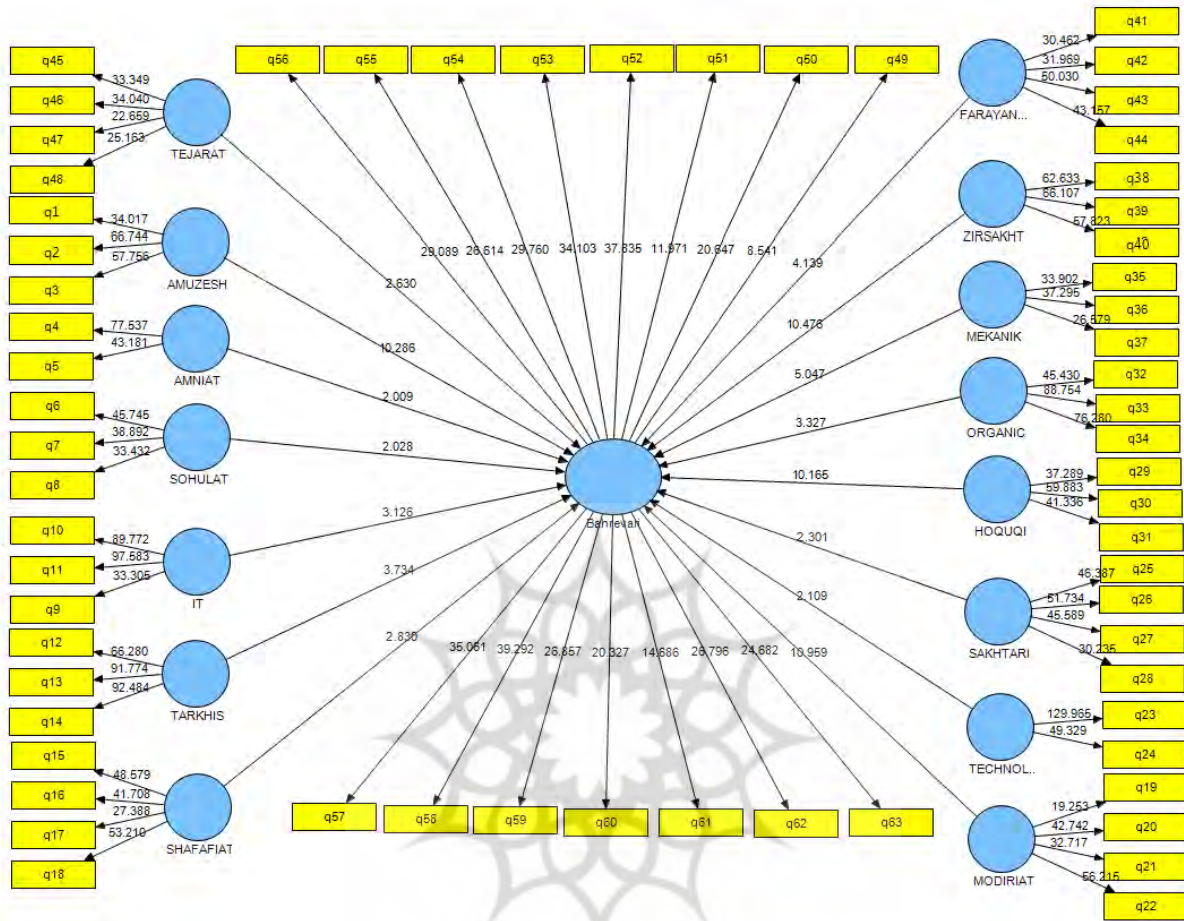 q45
q46
q47
q48
33.349
34.040
22.659
25.163
TEJARAT
q1
q2
q3
34.017
66.744
57.756
AMUZESH
q4
q5
77.537
43.181
AMNIAT
q6
q7
q8
45.745
38.892
33.432
SOHULAT
q10
q11
q9
89.772
97.583
33.305
IT
q12
q13
q14
66.280
91.774
92.484
TARKHIS
q15
q16
q17
q18
48.579
41.708
27.388
53.210
SHAFAFIAT
q56
q55
q54
q53
q52
q51
q50
q49
29.089
26.614
29.760
34.103
37.835
11.971
20.647
8.541
2.630
10.286
2.009
2.028
3.126
3.734
2.830
Bahrevari
4.139
10.476
5.047
3.327
10.165
2.301
2.109
10.959
35.061
39.292
26.857
20.327
14.686
26.796
24.682
q57
q58
q59
q60
q61
q62
q63
q41
q42
q43
q44
30.462
31.969
50.030
43.157
FARAYAN...
q38
q39
q40
62.633
66.107
57.823
ZIRSAKHT
q35
q36
q37
33.902
37.295
26.579
MEKANIK
q32
q33
q34
45.430
88.754
76.280
ORGANIC
q29
q30
q31
37.289
59.883
41.336
HOQUQI
q25
q26
q27
q28
46.387
51.734
45.589
30.235
SAKHTARI
q23
q24
129.965
49.329
TECHNOL..
q19
q20
q21
q22
19.253
42.742
32.717
56.215
MODIRIAT